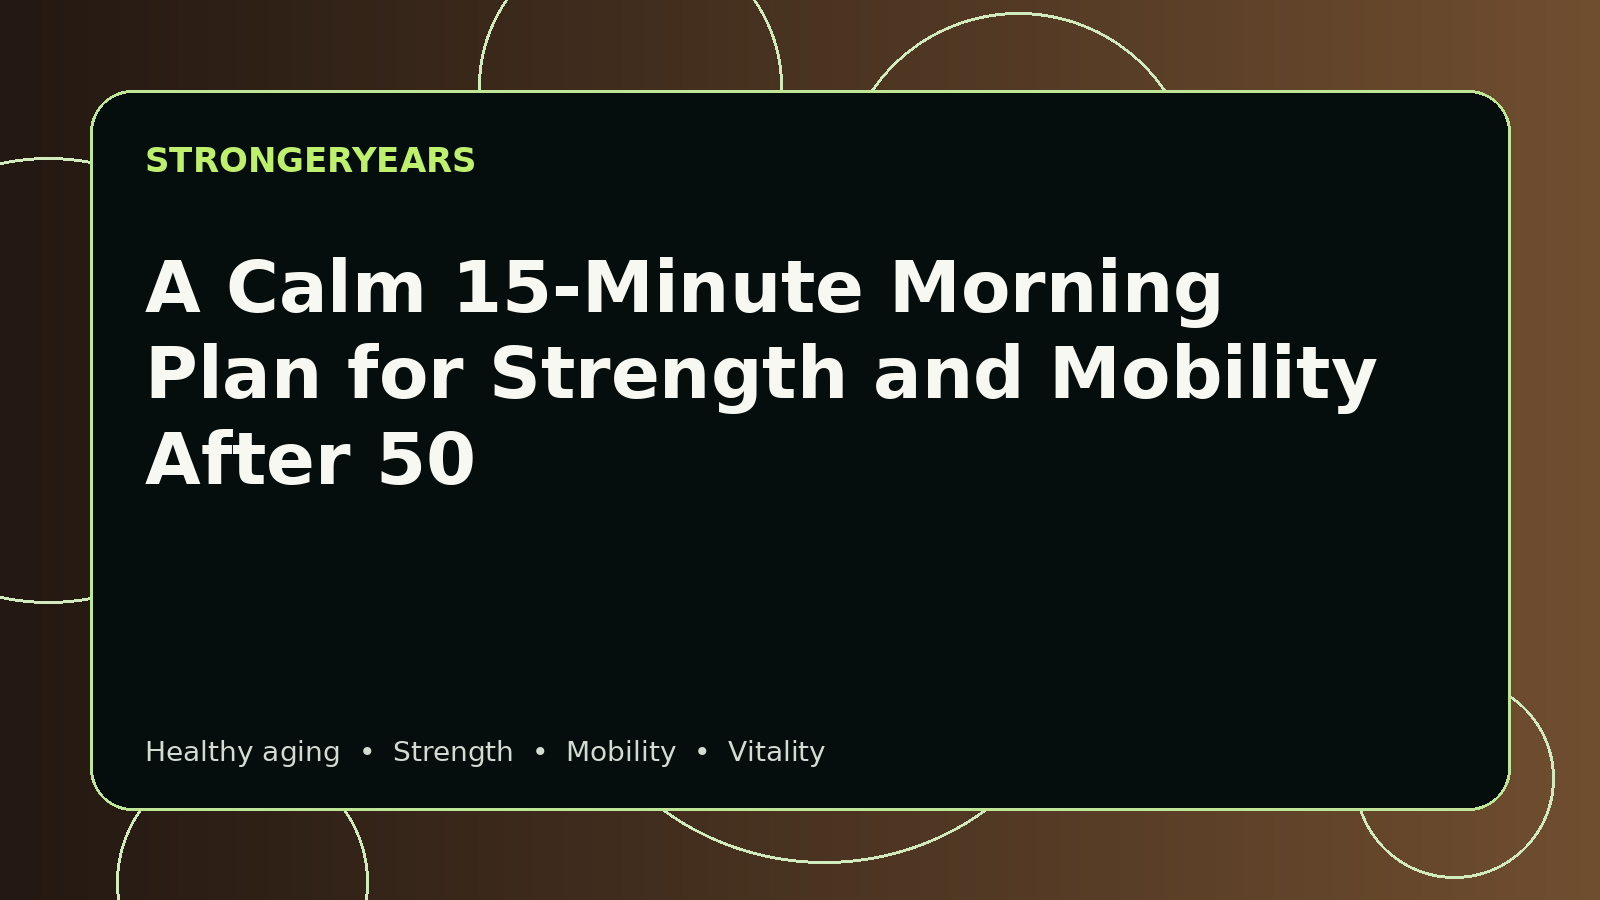 STRONGERYEARS
A Calm 15-Minute Morning
Plan for Strength and Mobility
After 50
Healthy aging • Strength • Mobility • Vitality